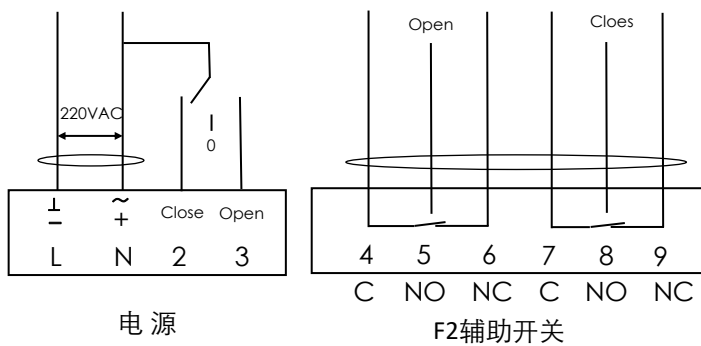 Open
Cloes
220VAC
I
0
⊥ ~
− +
Close Open
L N 2 3
4 5 6 7 8 9
C NO NC C NO NC
电 源
F2辅助开关